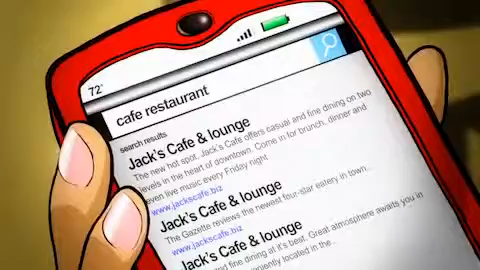 72°
cafe restaurant
search results
Jack's Cafe & lounge
The new hot spot. Jack's Cafe offers casual and fine dining on two
levels in the heart of downtown. Come in for brunch, dinner and
even live music every Friday night
www.jackscafe.biz
Jack's Cafe & lounge
The Gazette reviews the newest four-star eatery in town...
www.jackscafe.biz
Jack's Cafe & lounge
and fine dining at it's best. Great atmosphere awaits you in
located in the...